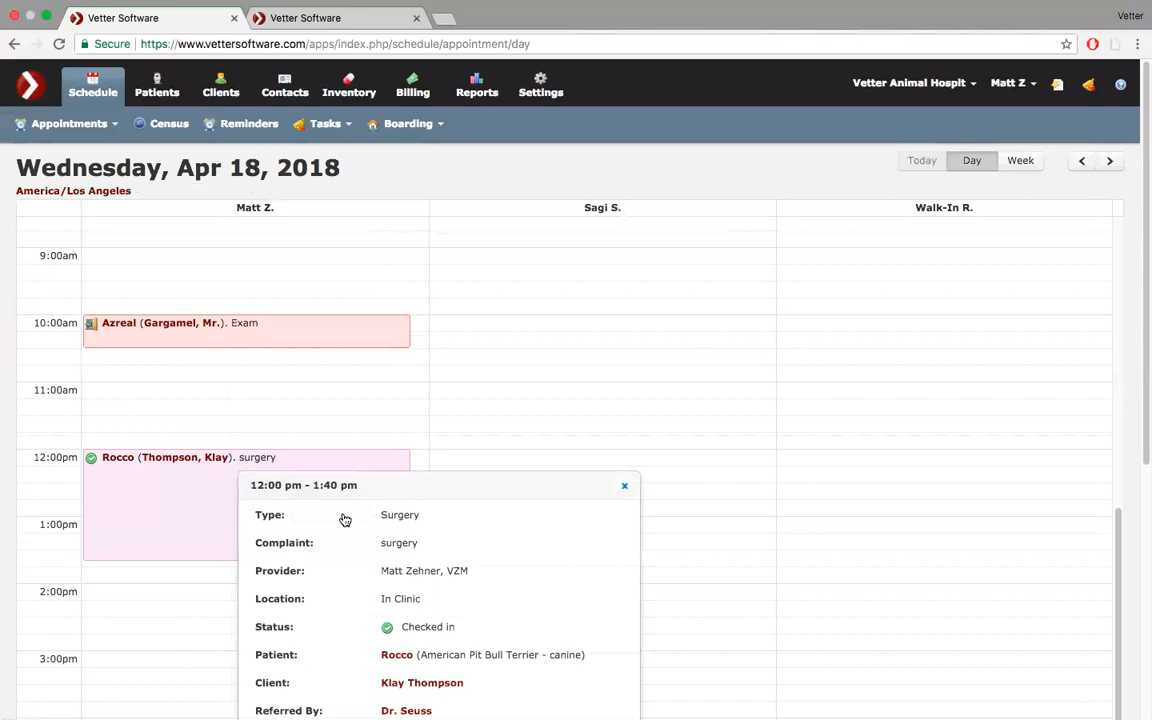 Vetter Software
Vetter Software
Vetter
Secure https://www.vettersoftware.com/apps/index.php/schedule/appointment/day
Schedule Patients Clients Contacts Inventory Billing Reports Settings
Vetter Animal Hospit Matt Z
Appointments Census Reminders Tasks Boarding
Wednesday, Apr 18, 2018
Today Day Week
America/Los Angeles
Matt Z. Sagi S. Walk-In R.
9:00am
10:00am Azreal (Gargamel, Mr.). Exam
11:00am
12:00pm Rocco (Thompson, Klay). surgery
12:00 pm - 1:40 pm x
Type: Surgery
1:00pm
Complaint: surgery
Provider: Matt Zehner, VZM
2:00pm
Location: In Clinic
Status: Checked in
Patient: Rocco (American Pit Bull Terrier - canine)
3:00pm
Client: Klay Thompson
Referred By: Dr. Seuss